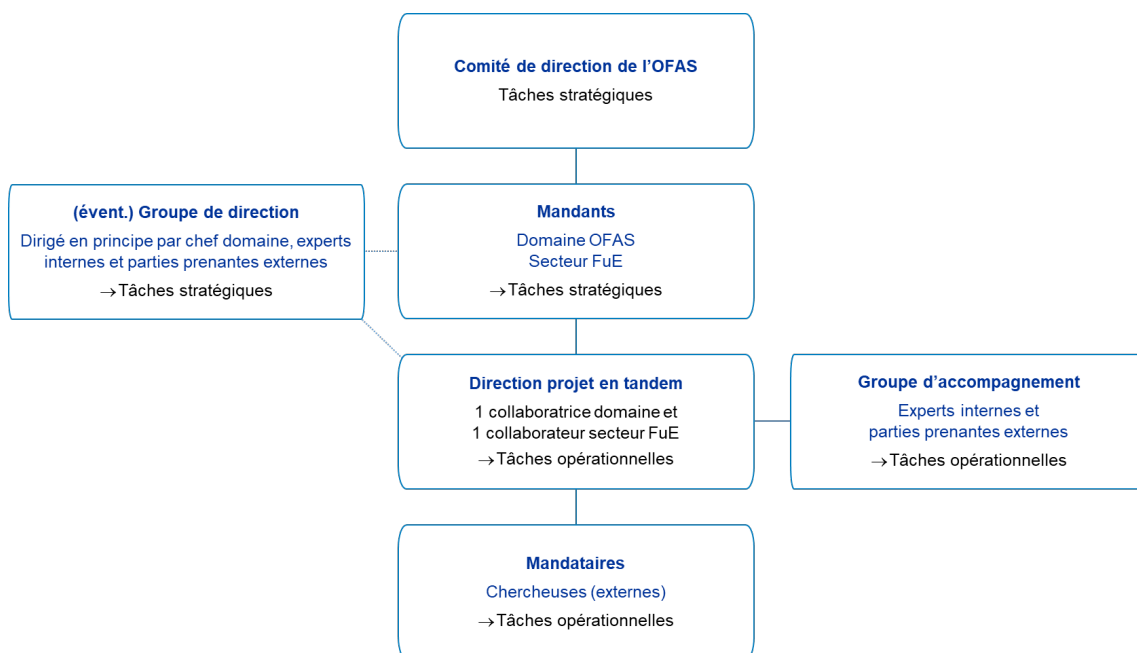 Comité de direction de l’OFAS
Tâches stratégiques
(évent.) Groupe de direction
Dirigé en principe par chef domaine, experts
internes et parties prenantes externes
→ Tâches stratégiques
Mandants
Domaine OFAS
Secteur FuE
→ Tâches stratégiques
Direction projet en tandem
1 collaboratrice domaine et
1 collaborateur secteur FuE
→ Tâches opérationnelles
Groupe d’accompagnement
Experts internes et
parties prenantes externes
→ Tâches opérationnelles
Mandataires
Chercheuses (externes)
→ Tâches opérationnelles